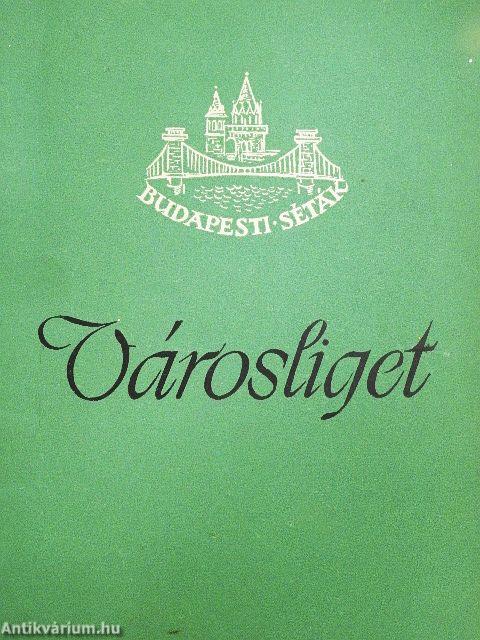 BUDAPESTI · SÉTÁK
Városliget
Antikvárium.hu